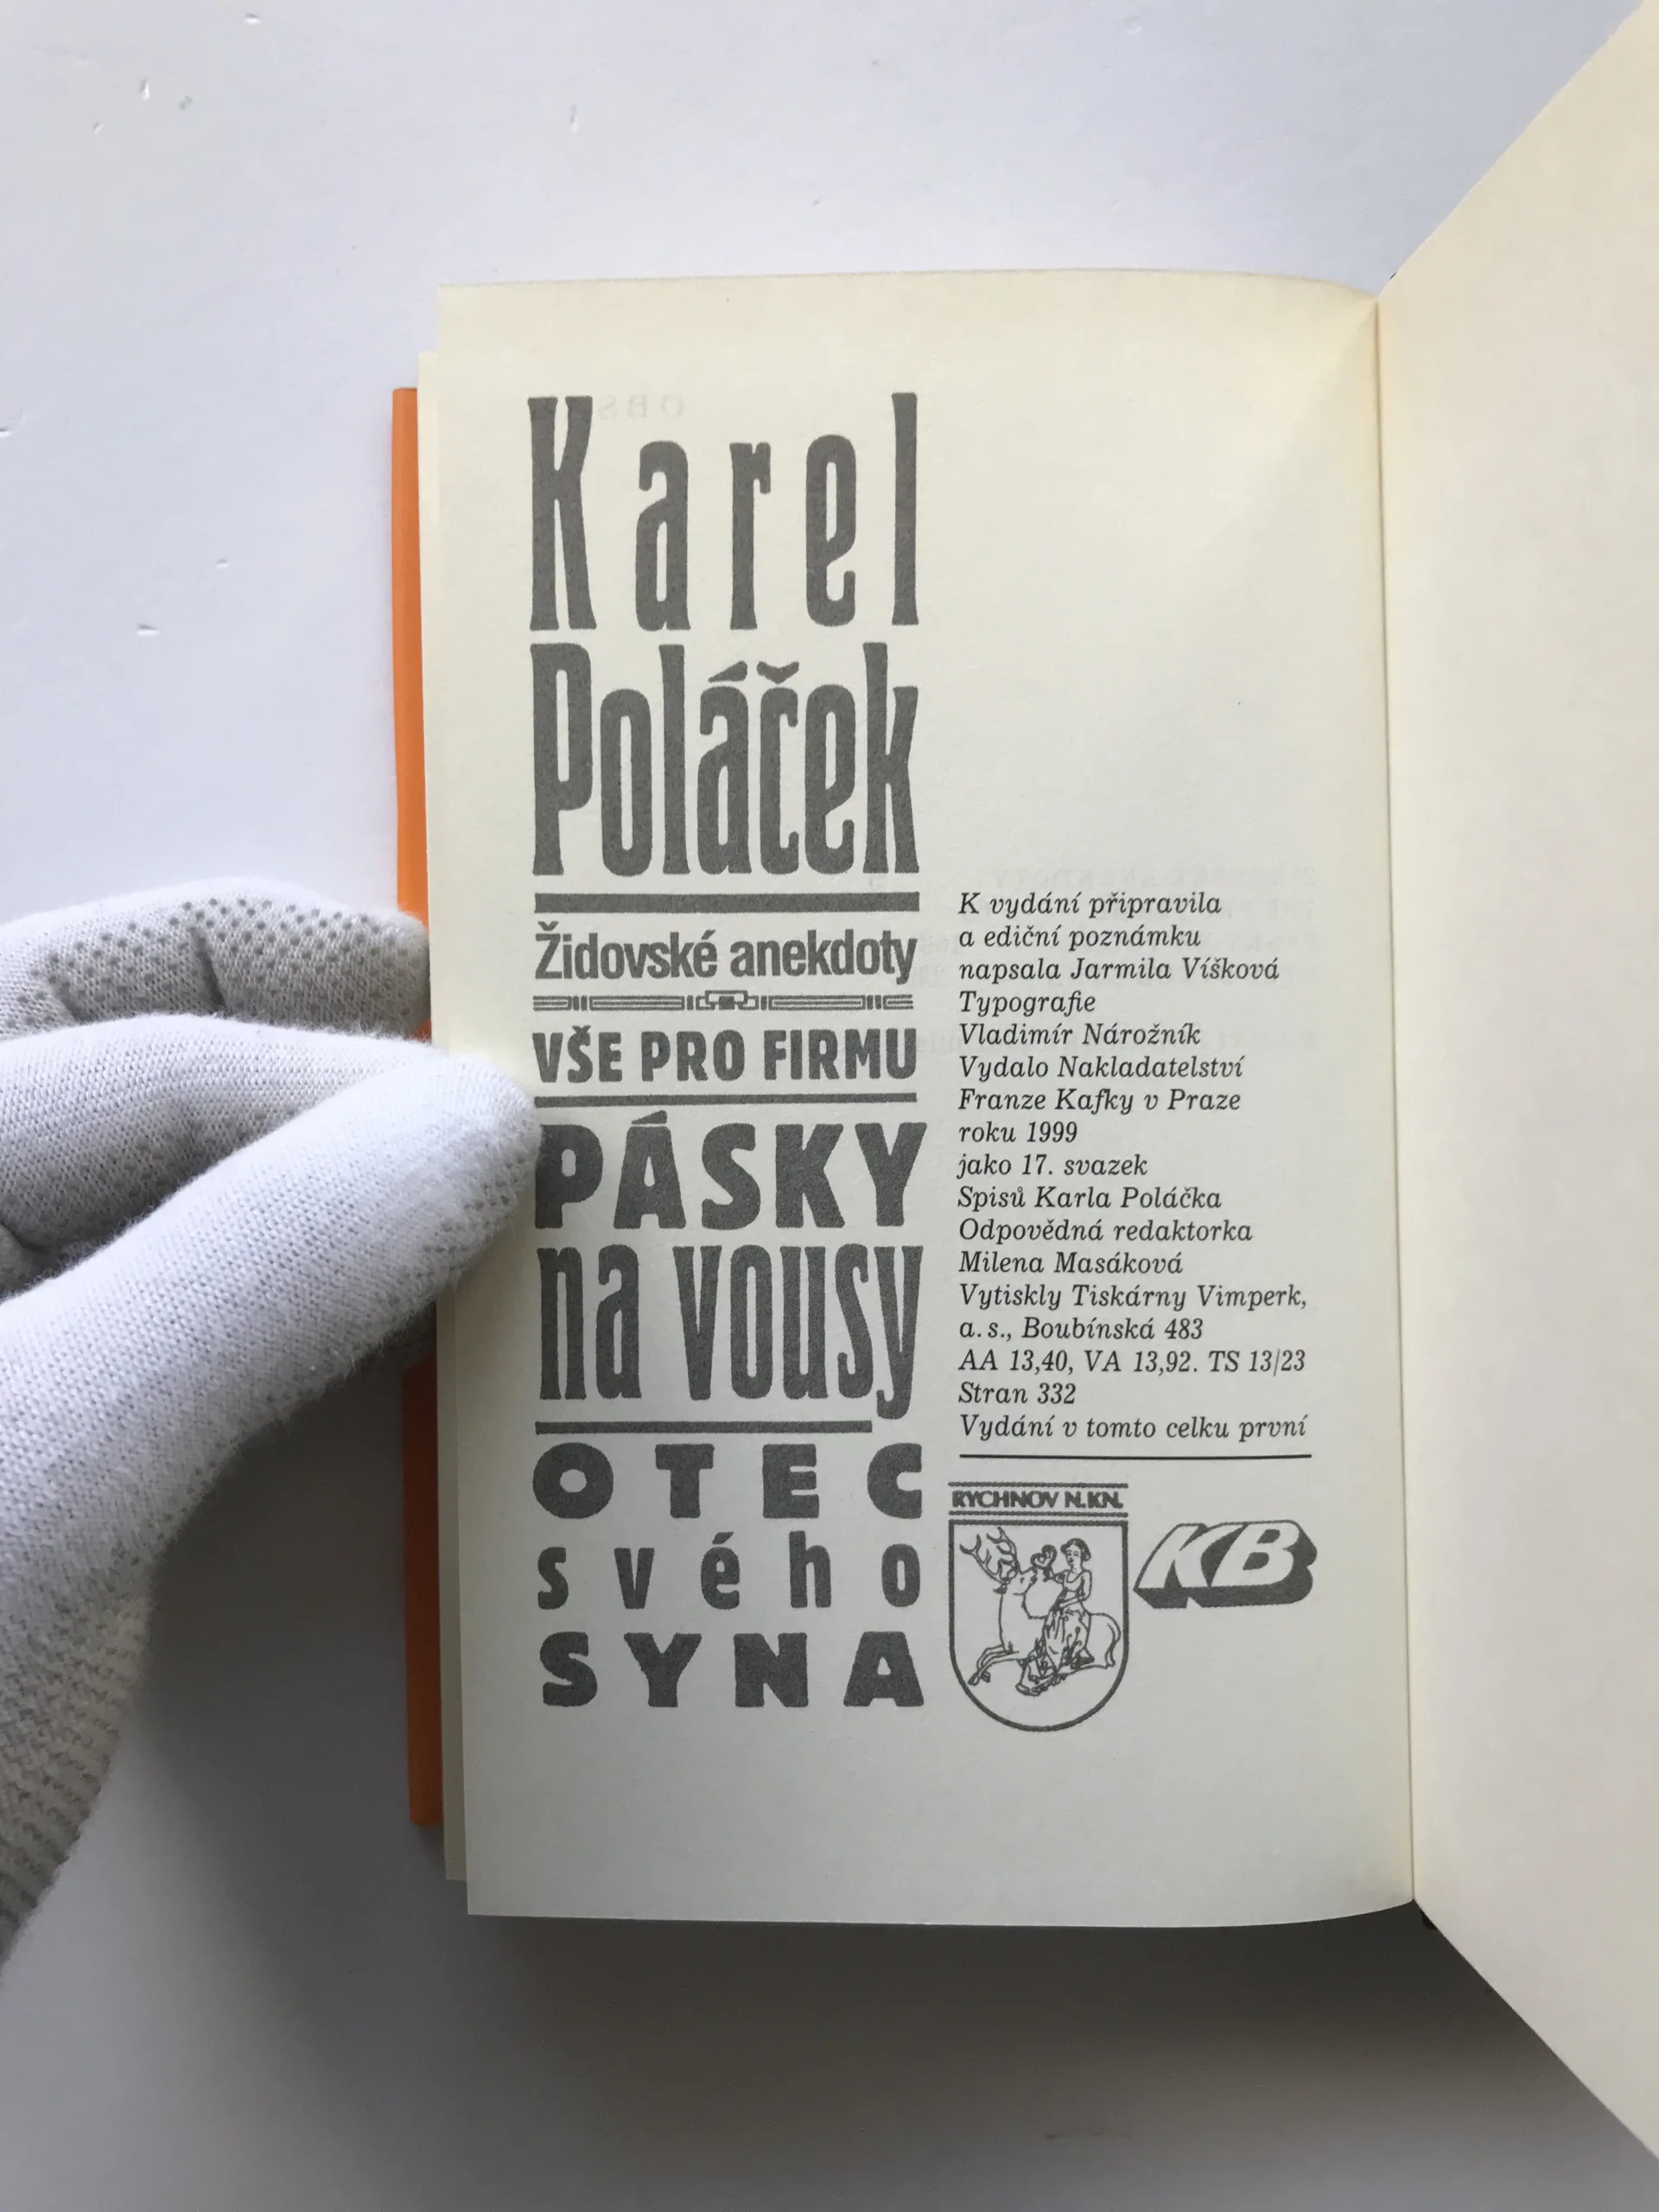 Karel
Poláček
Židovské anekdoty
VŠE PRO FIRMU
PÁSKY
na vousy
OTEC
svého
SYNA
K vydání připravila
a ediční poznámku
napsala Jarmila Víšková
Typografie
Vladimír Nárožník
Vydalo Nakladatelství
Franze Kafky v Praze
roku 1999
jako 17. svazek
Spisů Karla Poláčka
Odpovědná redaktorka
Milena Masáková
Vytiskly Tiskárny Vimperk,
a. s., Boubínská 483
AA 13,40, VA 13,92. TS 13/23
Stran 332
Vydání v tomto celku první
RYCHNOV N.KN.
KB